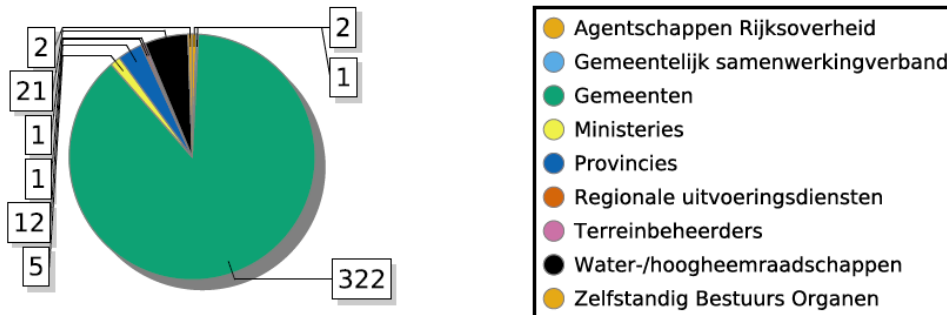 2
2
1
21
1
1
12
5
322
Agentschappen Rijksoverheid
Gemeentelijk samenwerkingverband
Gemeenten
Ministeries
Provincies
Regionale uitvoeringsdiensten
Terreinbeheerders
Water-/hoogheemraadschappen
Zelfstandig Bestuurs Organen